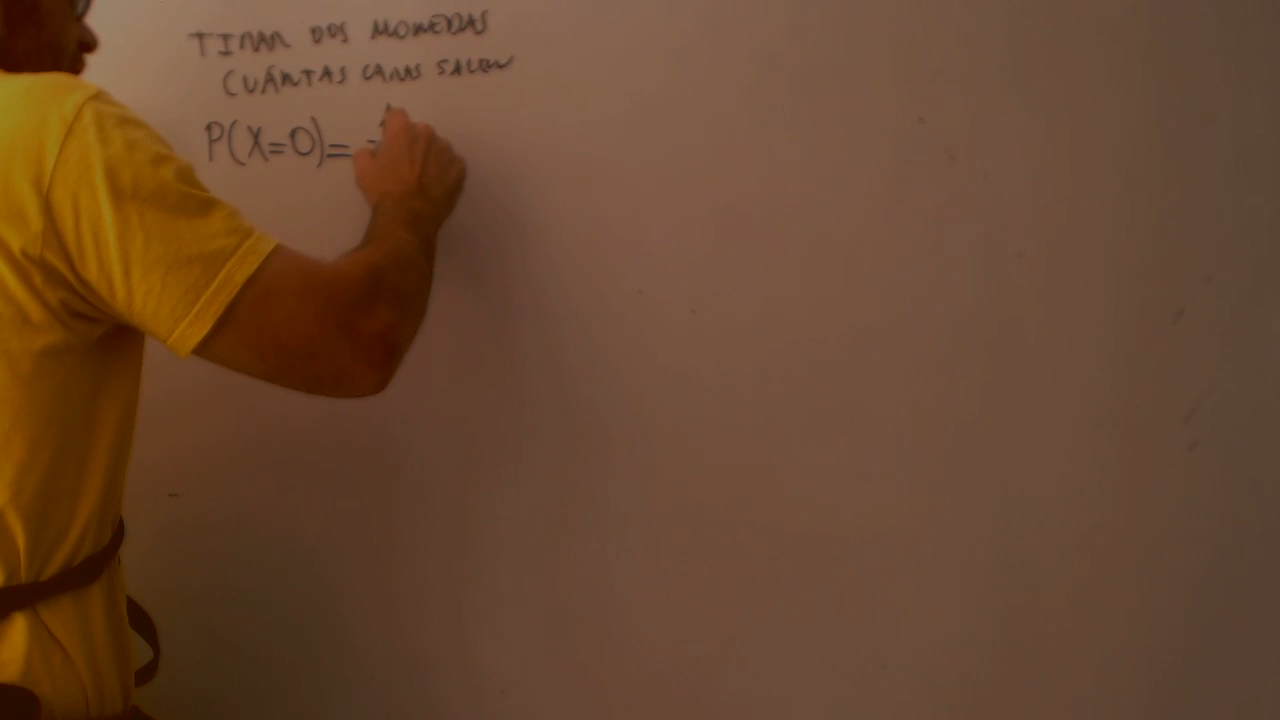 TIRAR DOS MONEDAS
CUÁNTAS CARAS SALEN
P(X=0)=